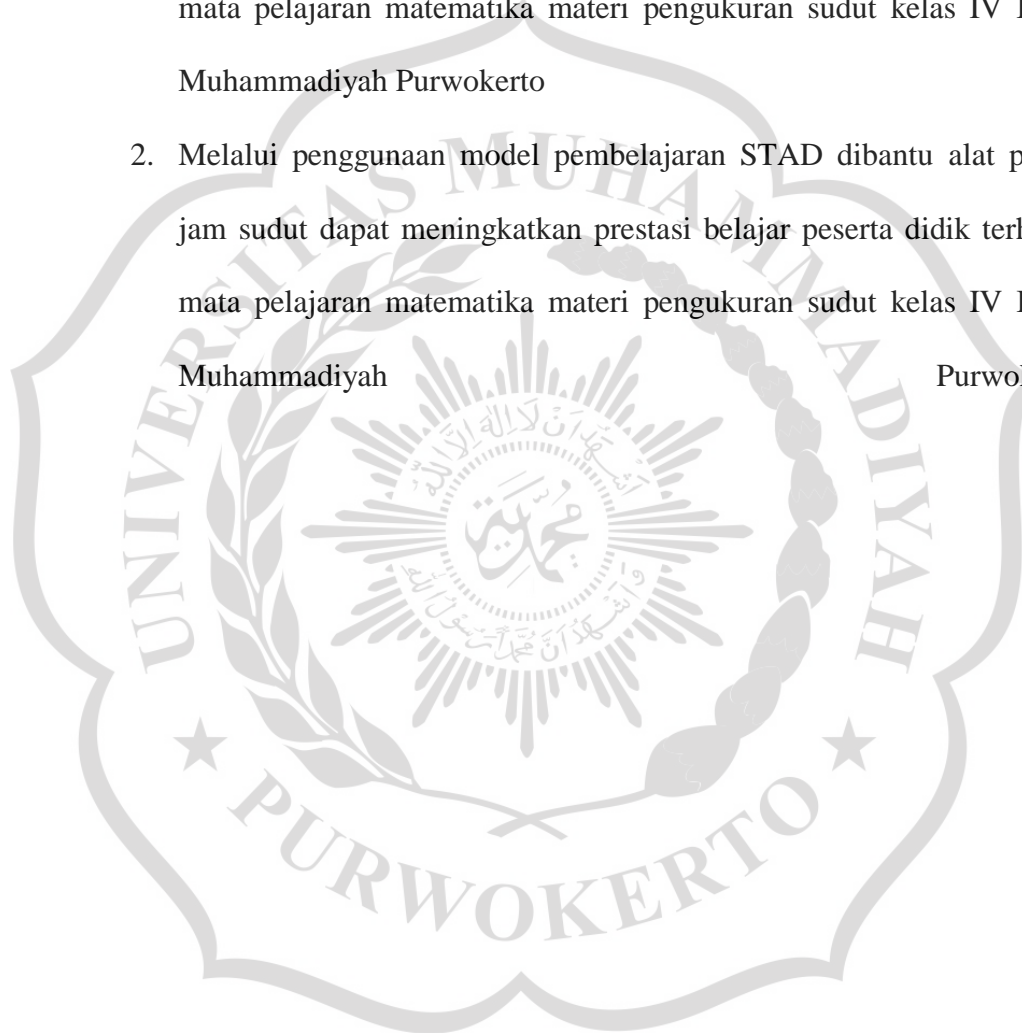 mata pelajaran matematika materi pengukuran sudut kelas IV
Muhammadiyah Purwokerto
2. Melalui penggunaan model pembelajaran STAD dibantu alat
jam sudut dapat meningkatkan prestasi belajar peserta didik
mata pelajaran matematika materi pengukuran sudut kelas IV
Muhammadiyah
UNIVERSITAS MUHAMMADIYAH
★ PURWOKERTO ★